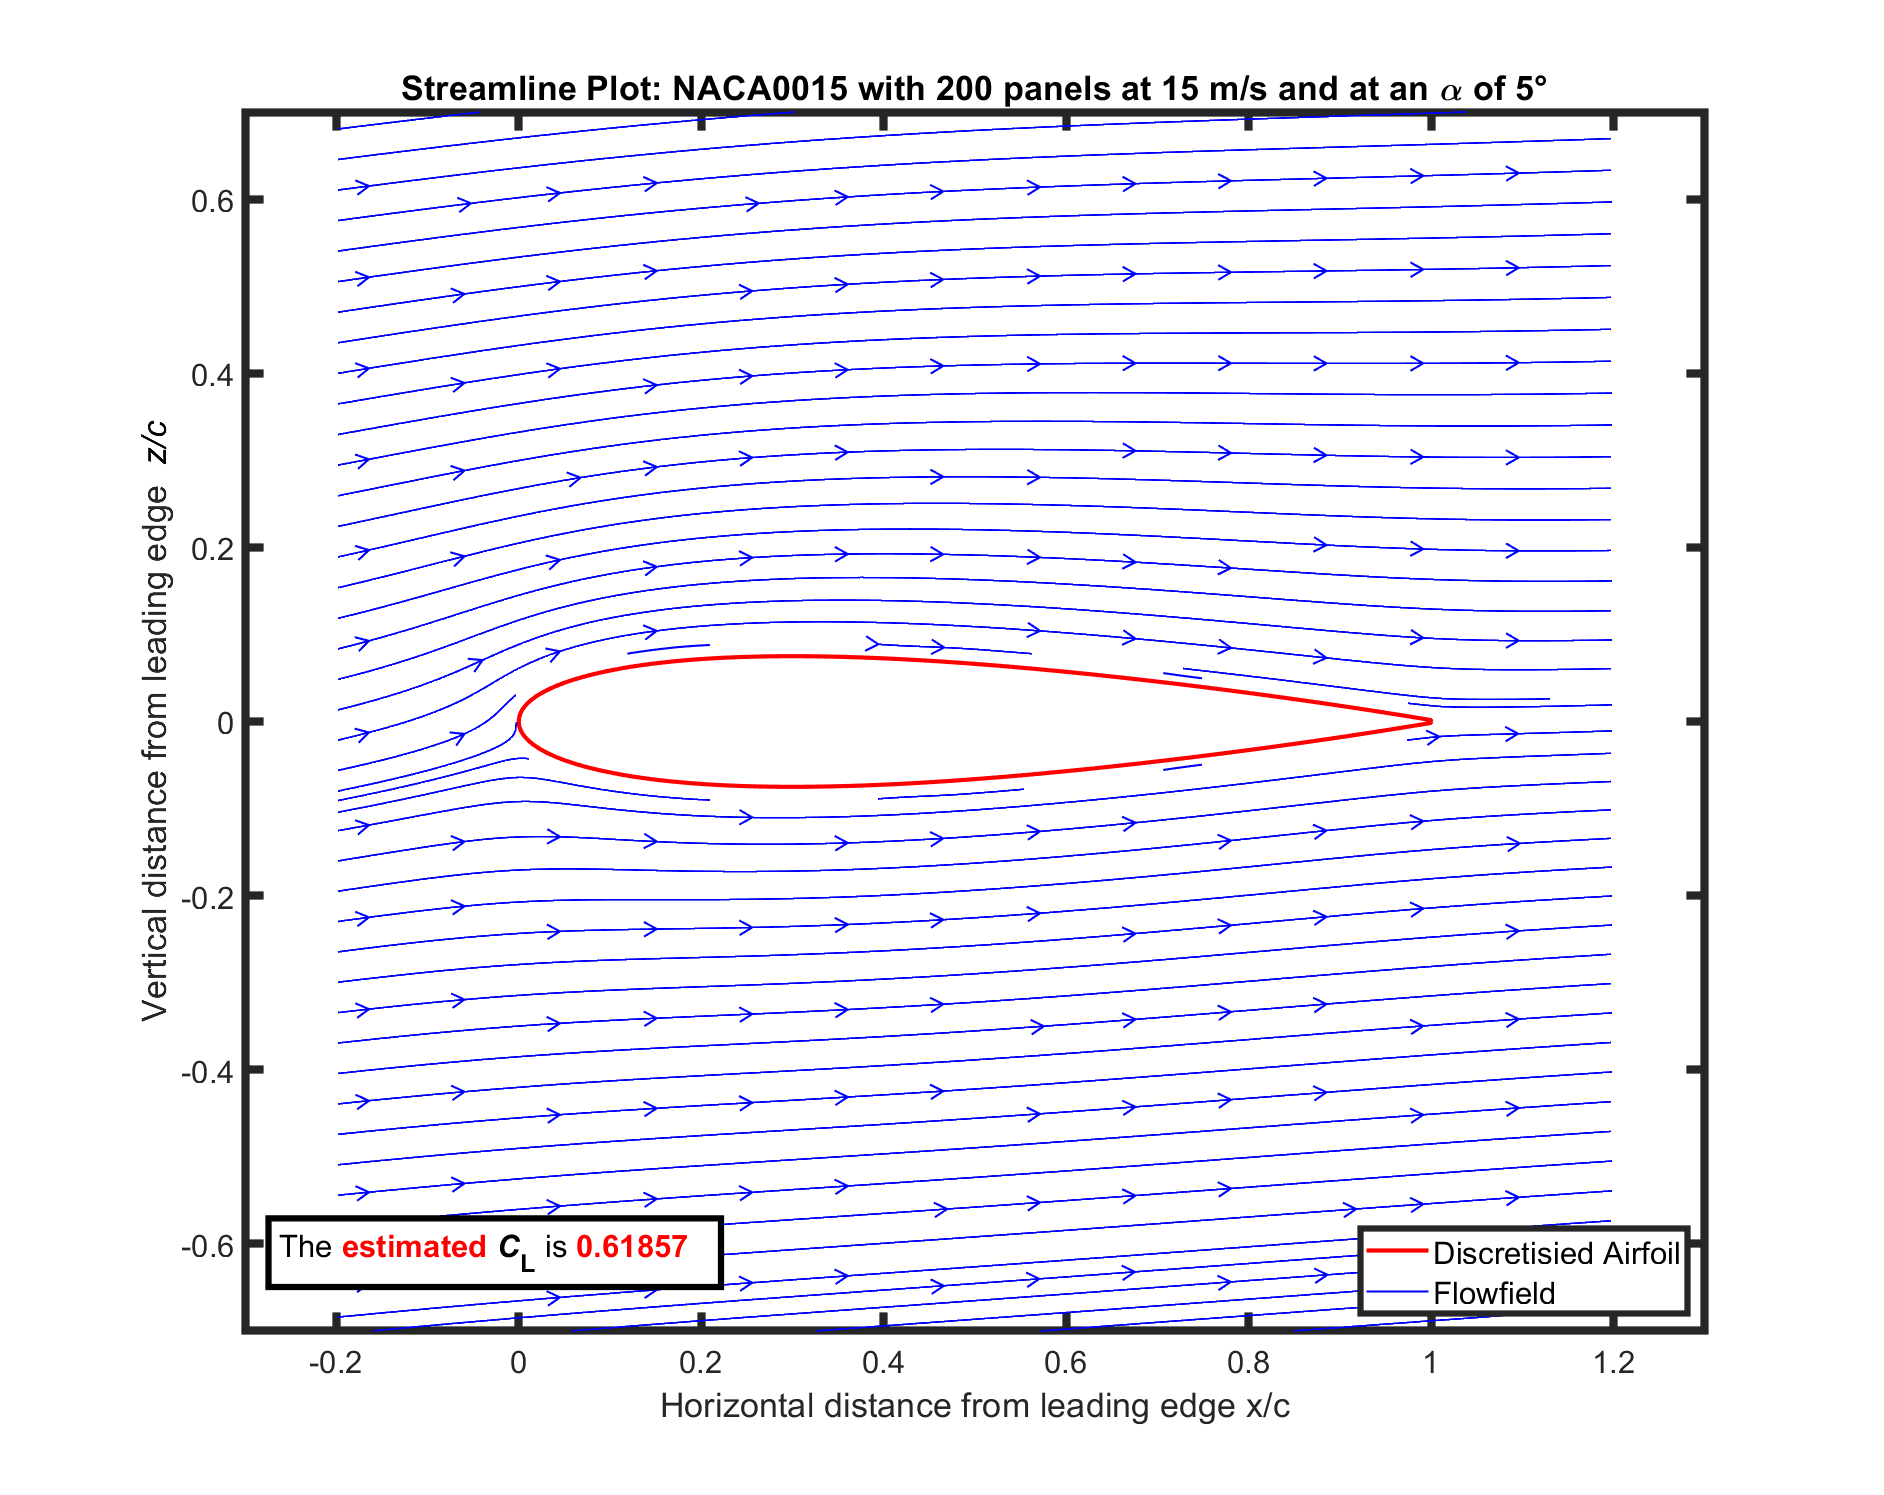 Streamline Plot: NACA0015 with 200 panels at 15 m/s and at an α of 5°
Vertical distance from leading edge z/c
0.6
0.4
0.2
0
-0.2
-0.4
-0.6
The estimated CL is 0.61857
Discretisied Airfoil
Flowfield
-0.2 0 0.2 0.4 0.6 0.8 1 1.2
Horizontal distance from leading edge x/c